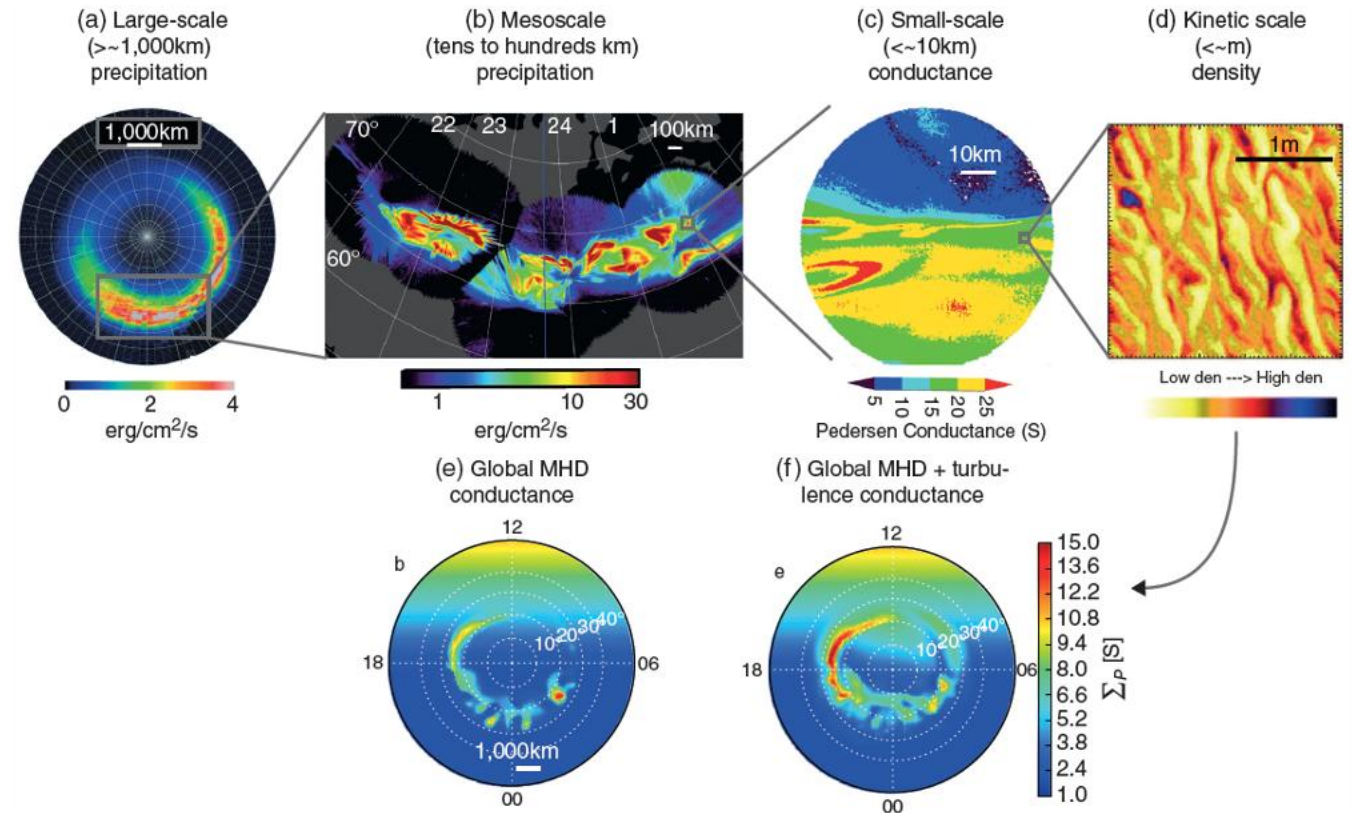 (a) Large-scale
(>~1,000km)
precipitation
(b) Mesoscale
(tens to hundreds km)
precipitation
(c) Small-scale
(<~10km)
conductance
(d) Kinetic scale
(<~m)
density
1,000km
70°
22
23
24
1
100km
60°
10km
1m
0
2
4
erg/cm²/s
1
10
30
erg/cm²/s
5
10
15
20
25
Pedersen Conductance (S)
Low den ---> High den
(e) Global MHD
conductance
(f) Global MHD + turbu-
lence conductance
12
b
10°
20°
30°
40°
18
06
1,000km
00
12
e
10°
20°
30°
40°
18
06
00
15.0
13.6
12.2
10.8
9.4
8.0
6.6
5.2
3.8
2.4
1.0
∑P [S]